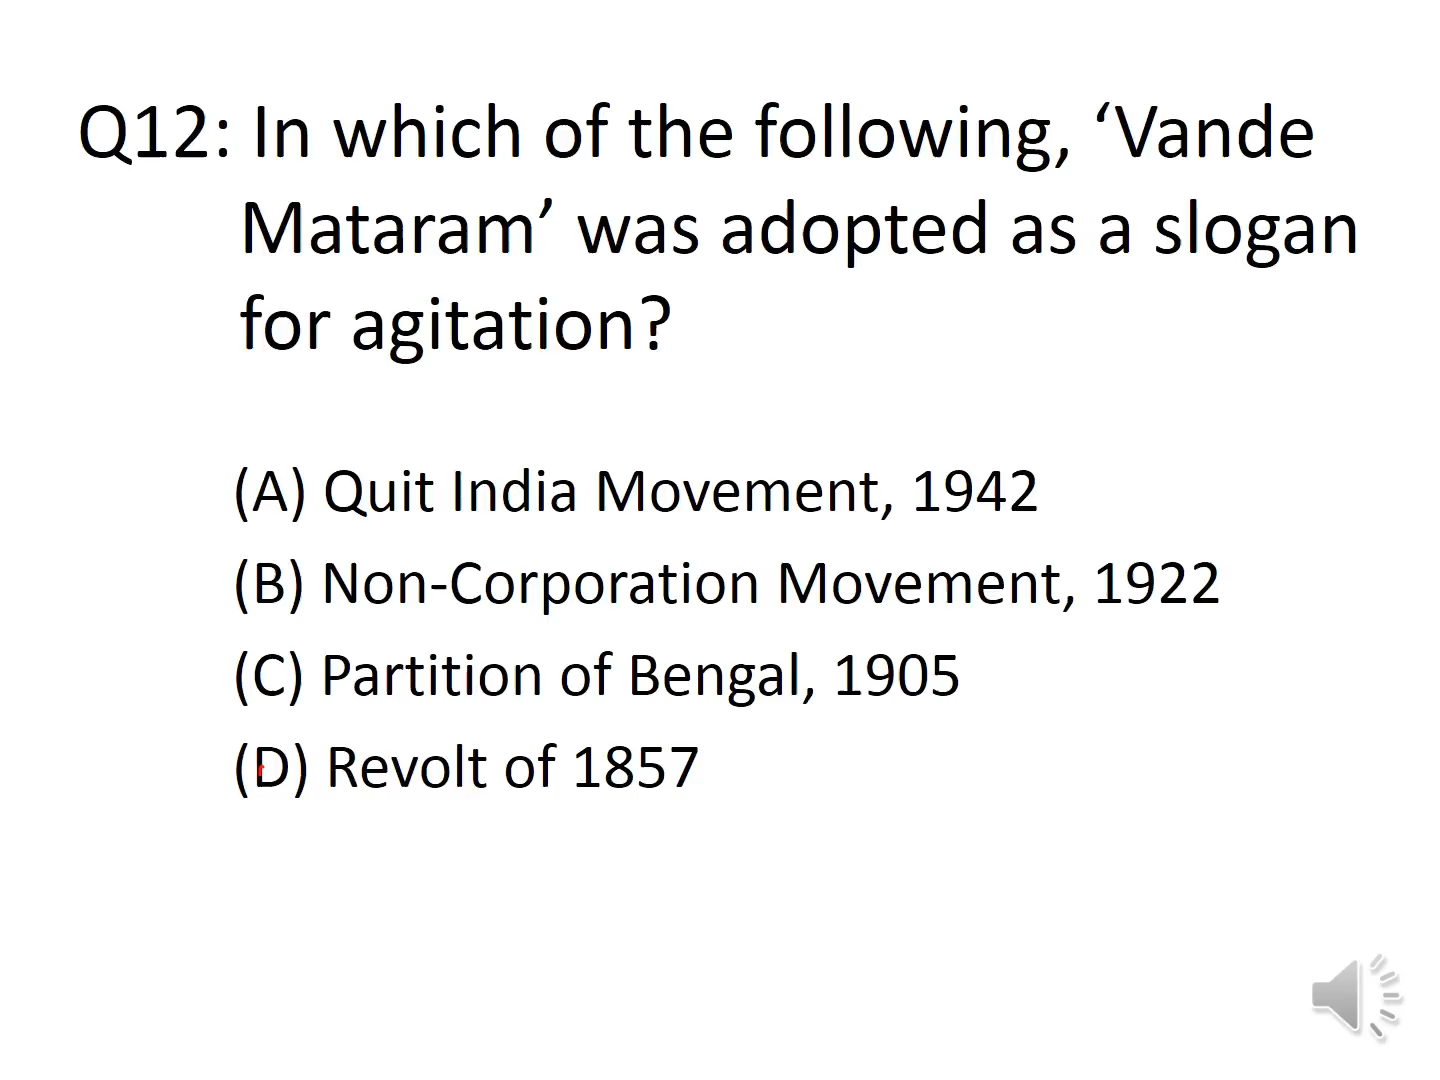 Q12: In which of the following, ‘Vande
Mataram’ was adopted as a slogan
for agitation?
(A) Quit India Movement, 1942
(B) Non-Corporation Movement, 1922
(C) Partition of Bengal, 1905
(D) Revolt of 1857